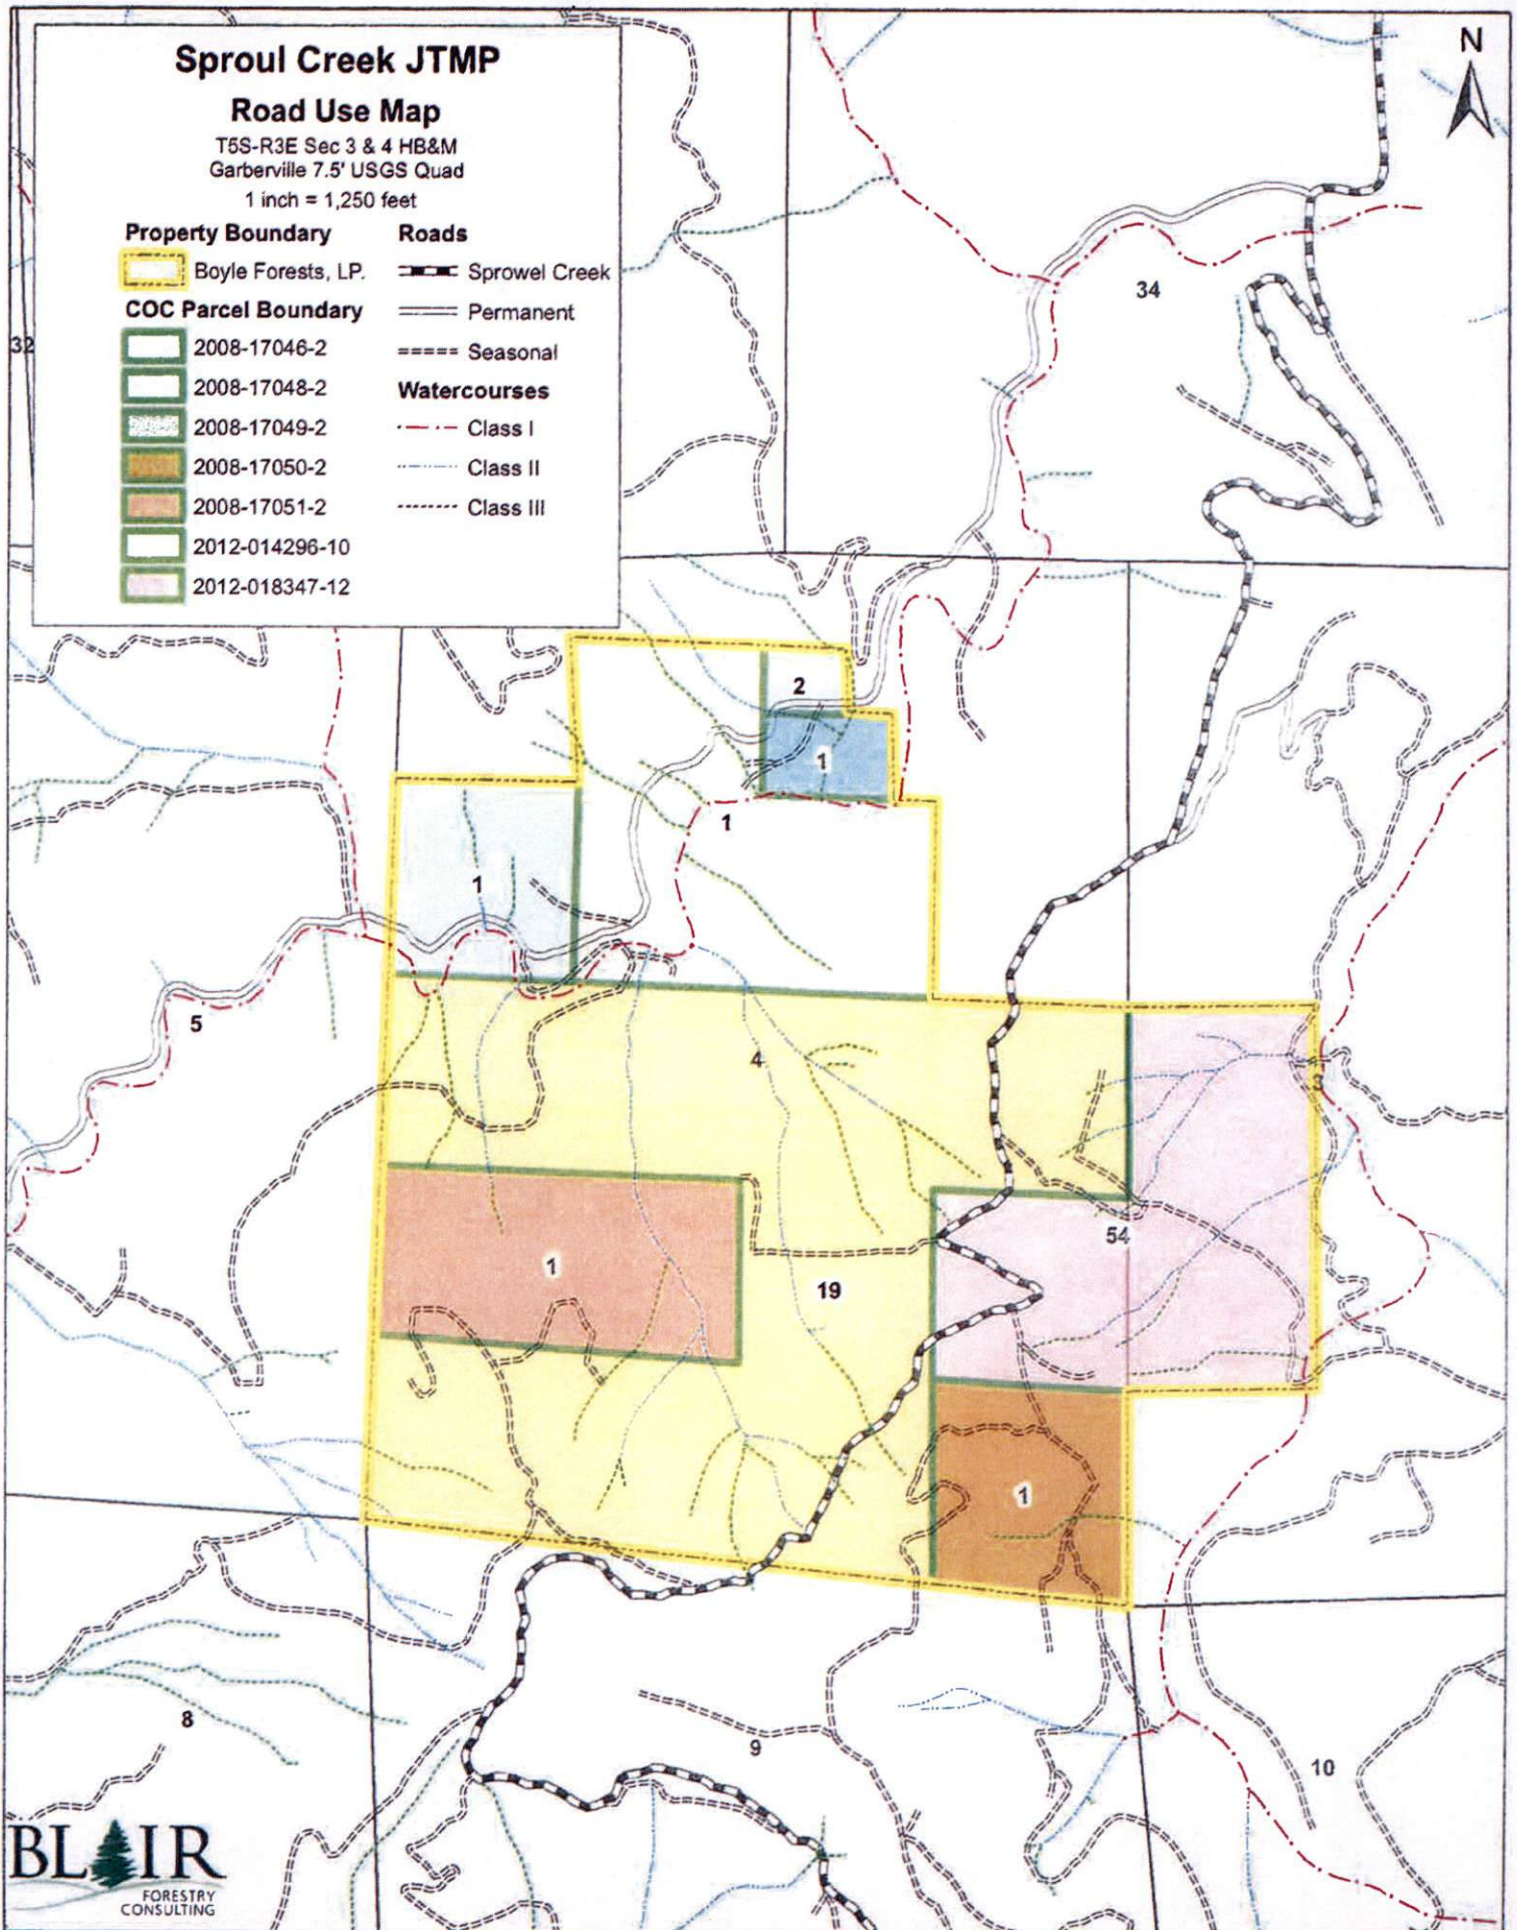 Sproul Creek JTMP
Road Use Map
T5S-R3E Sec 3 & 4 HB&M
Garberville 7.5' USGS Quad
1 inch = 1,250 feet
Property Boundary
Boyle Forests, LP.
COC Parcel Boundary
2008-17046-2
2008-17048-2
2008-17049-2
2008-17050-2
2008-17051-2
2012-014296-10
2012-018347-12
Roads
Sprowel Creek
Permanent
Seasonal
Watercourses
Class I
Class II
Class III
N
34
32
2
1
1
1
5
4
3
54
1
19
1
8
9
10
BLAIR
FORESTRY
CONSULTING